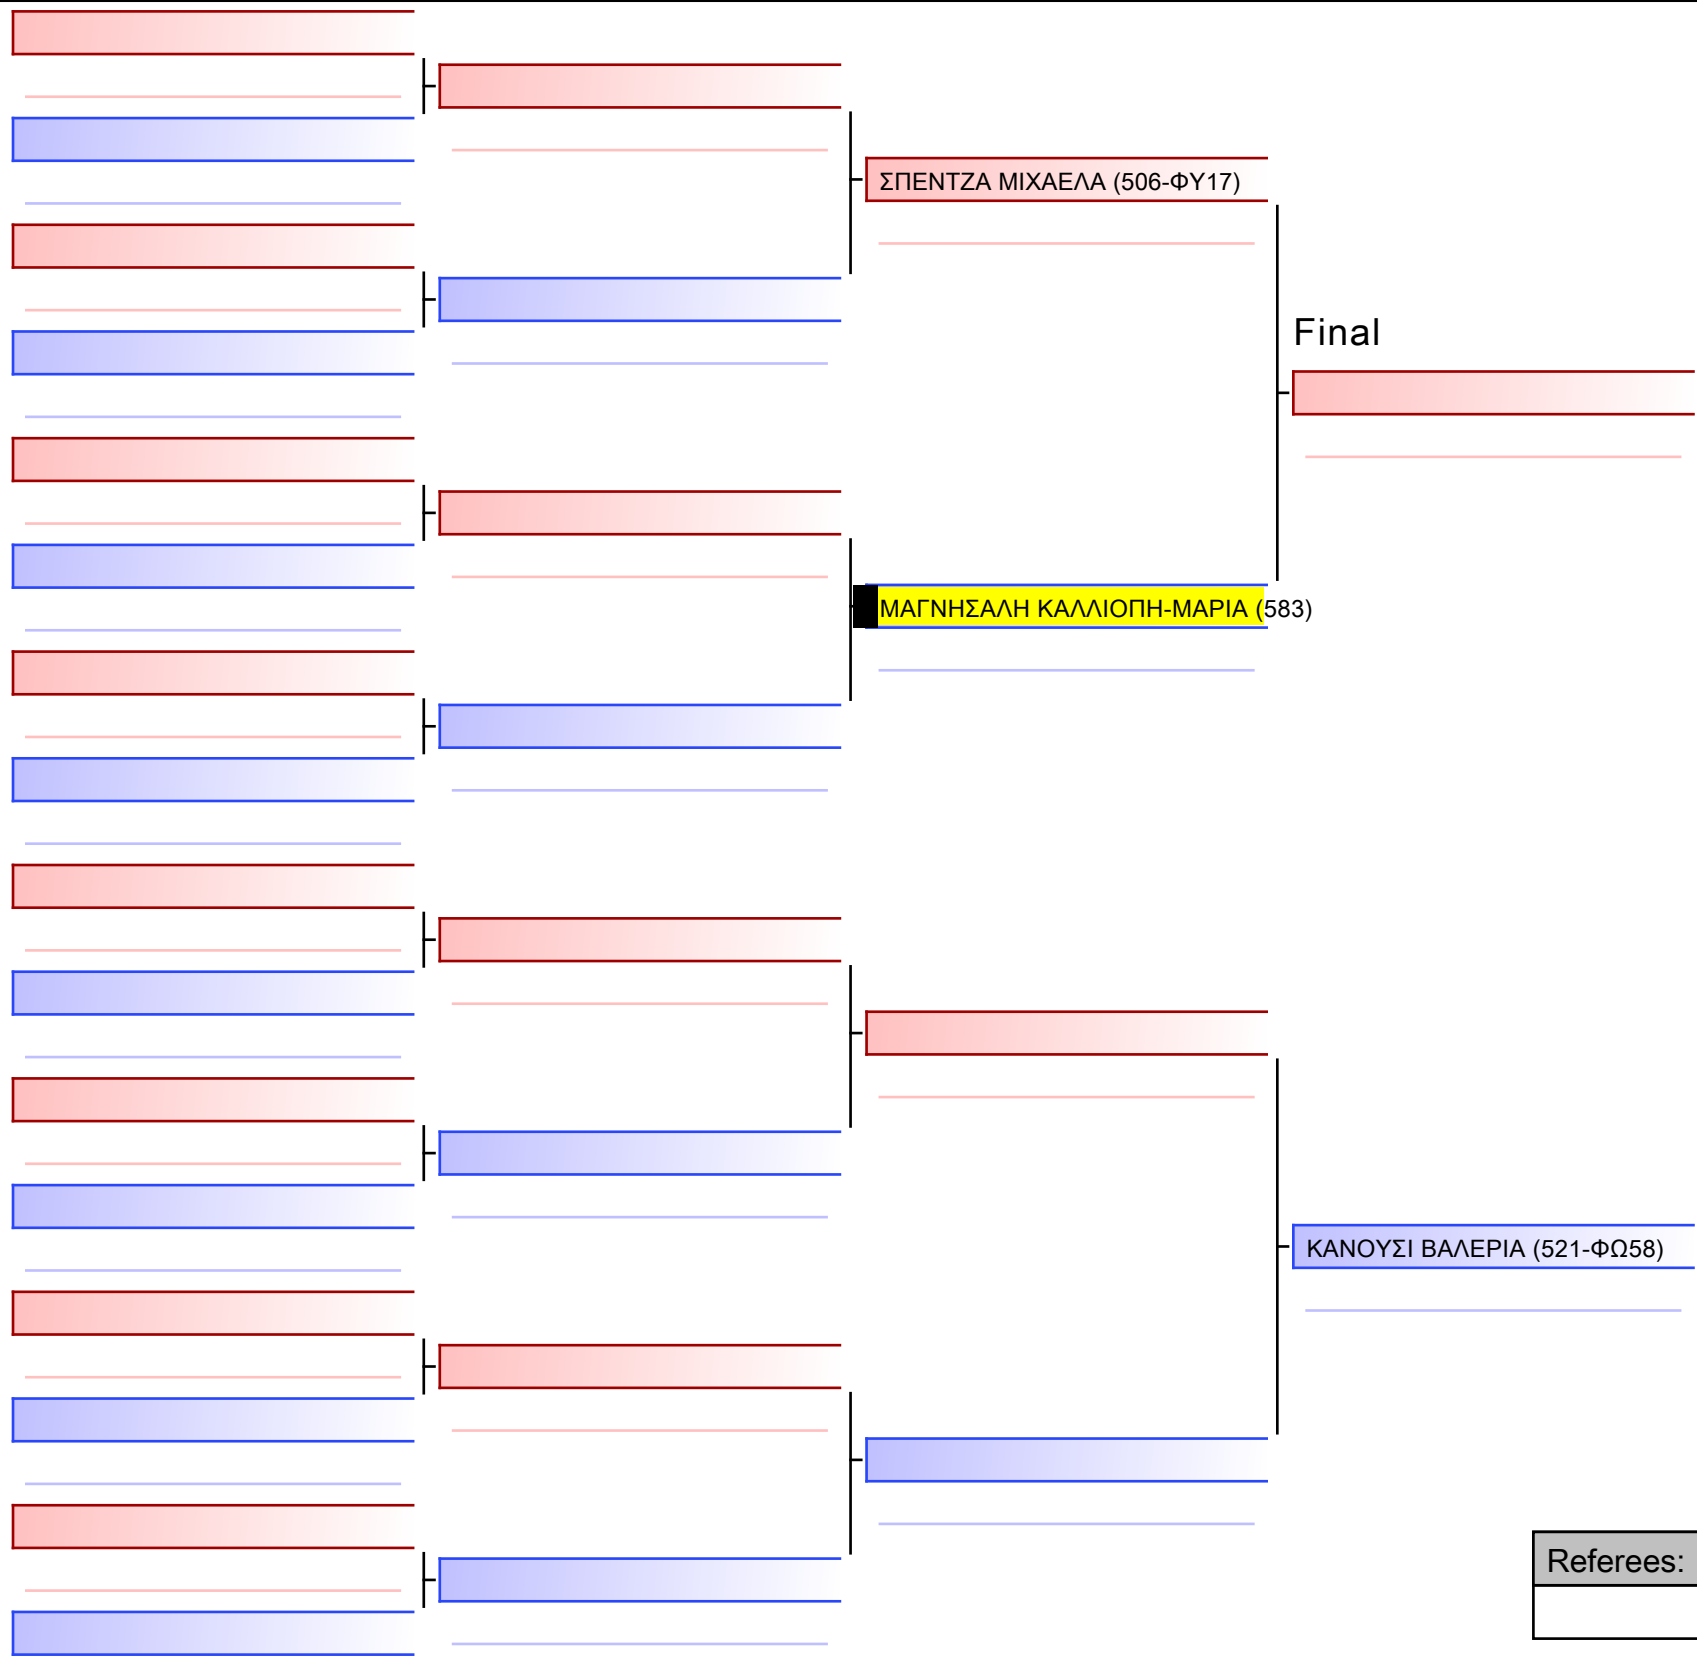 ΣΠΕΝΤΖΑ ΜΙΧΑΕΛΑ (506-ΦΥ17)
Final
ΜΑΓΝΗΣΑΛΗ ΚΑΛΛΙΟΠΗ-ΜΑΡΙΑ (583)
ΚΑΝΟΥΣΙ ΒΑΛΕΡΙΑ (521-ΦΩ58)
Referees: